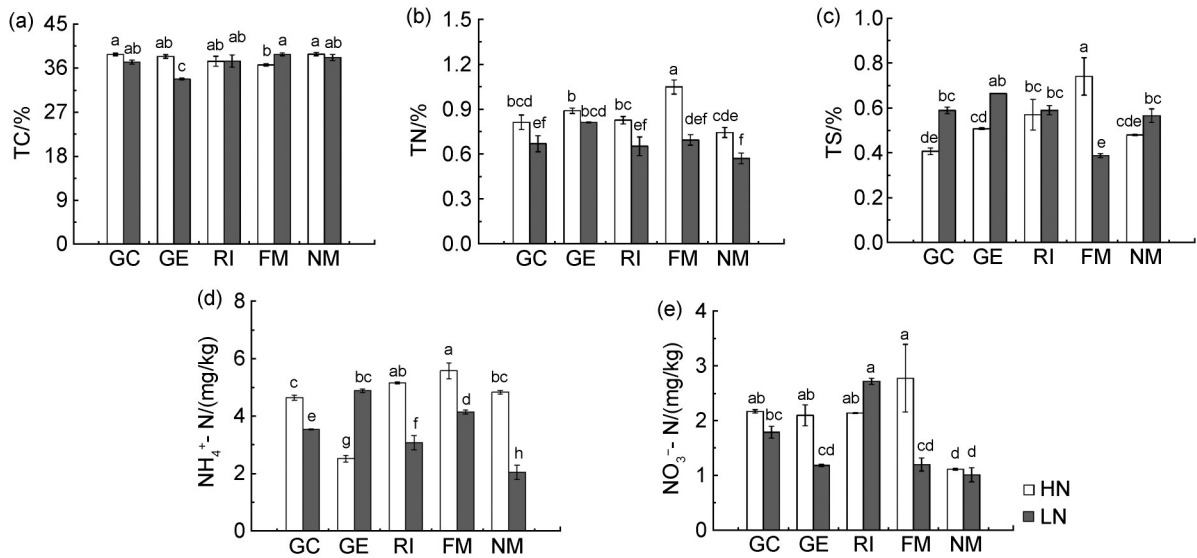 (a)
45
36
27
18
9
0
TC/%
a ab ab c ab ab b a a ab
GC GE RI FM NM
(b)
1.5
1.2
0.9
0.6
0.3
0.0
TN/%
bcd ef b bcd bc ef a def cde f
GC GE RI FM NM
(c)
1.0
0.8
0.6
0.4
0.2
0.0
TS/%
de bc cd ab bc bc a e cde bc
GC GE RI FM NM
(d)
8
6
4
2
0
NH₄⁺- N/(mg/kg)
c e g bc ab f a d bc h
GC GE RI FM NM
(e)
4
3
2
1
0
NO₃⁻- N/(mg/kg)
ab bc ab cd ab a a cd d d
GC GE RI FM NM
HN
LN